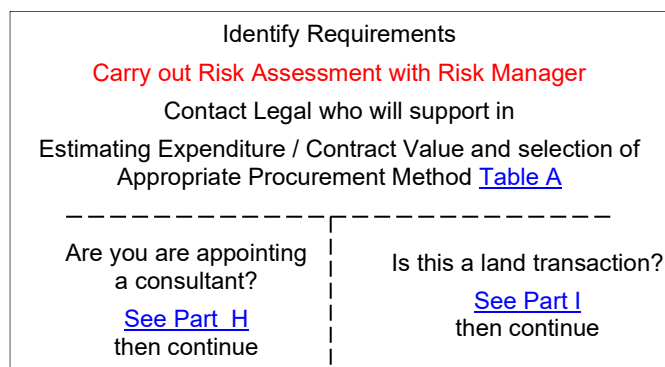 Identify Requirements
Carry out Risk Assessment with Risk Manager
Contact Legal who will support in
Estimating Expenditure / Contract Value and selection of
Appropriate Procurement Method Table A
Are you are appointing
a consultant?
See Part H
then continue
Is this a land transaction?
See Part I
then continue